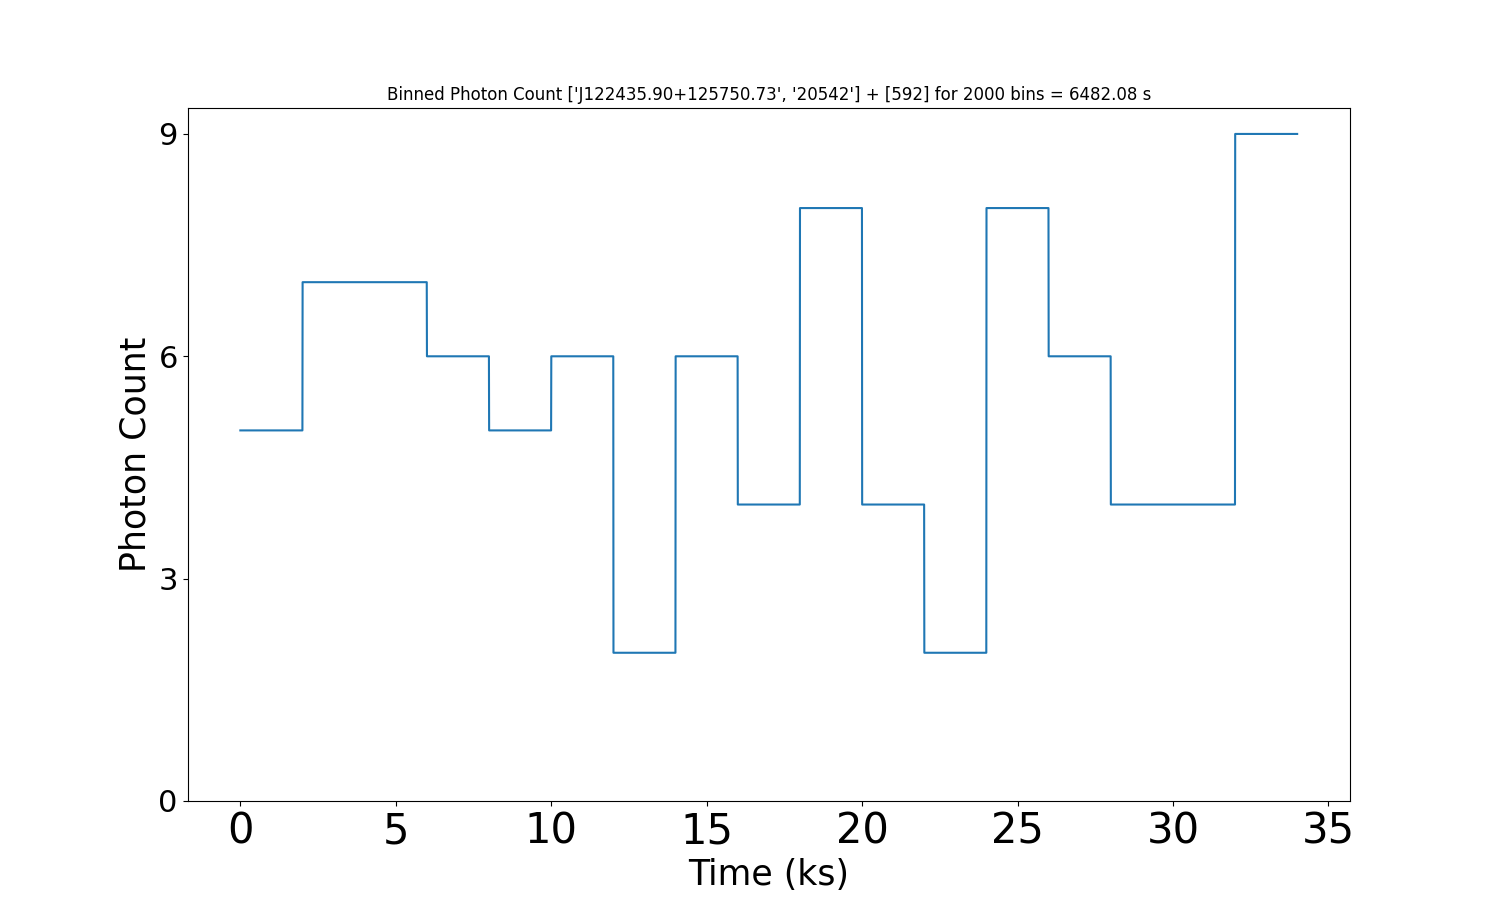 Binned Photon Count ['J122435.90+125750.73', '20542'] + [592] for 2000 bins = 6482.08 s
9
6
3
0
Photon Count
0 5 10 15 20 25 30 35
Time (ks)